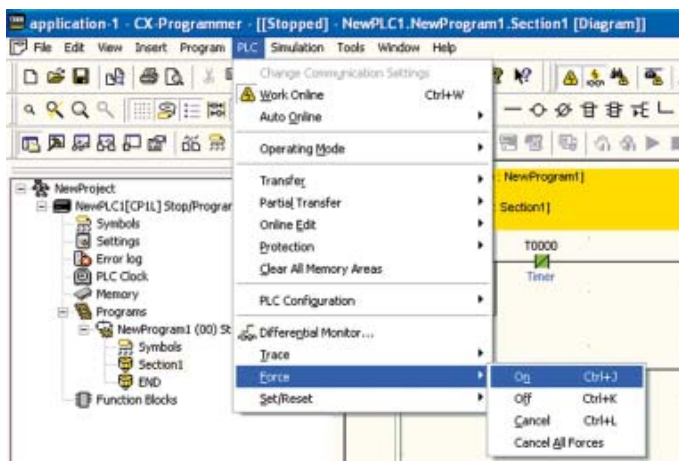 application-1 - CX-Programmer - [[Stopped] - NewPLC1.NewProgram1.Section1 [Diagram]]
File Edit View Insert Program PLC Simulation Tools Window Help
Change Communication Settings
Work Online Ctrl+W
Auto Online
Operating Mode
Transfer
Partial Transfer
Online Edit
Protection
Clear All Memory Areas
PLC Configuration
Differential Monitor...
Trace
Force
Set/Reset
On Ctrl+J
Off Ctrl+K
Cancel Ctrl+L
Cancel All Forces
NewProject
NewPLC1[CP1L] Stop/Progra
Symbols
Settings
Error log
PLC Clock
Memory
Programs
NewProgram1 (00) St
Symbols
Section1
END
Function Blocks
: NewProgram1]
: Section1]
T0000
Timer